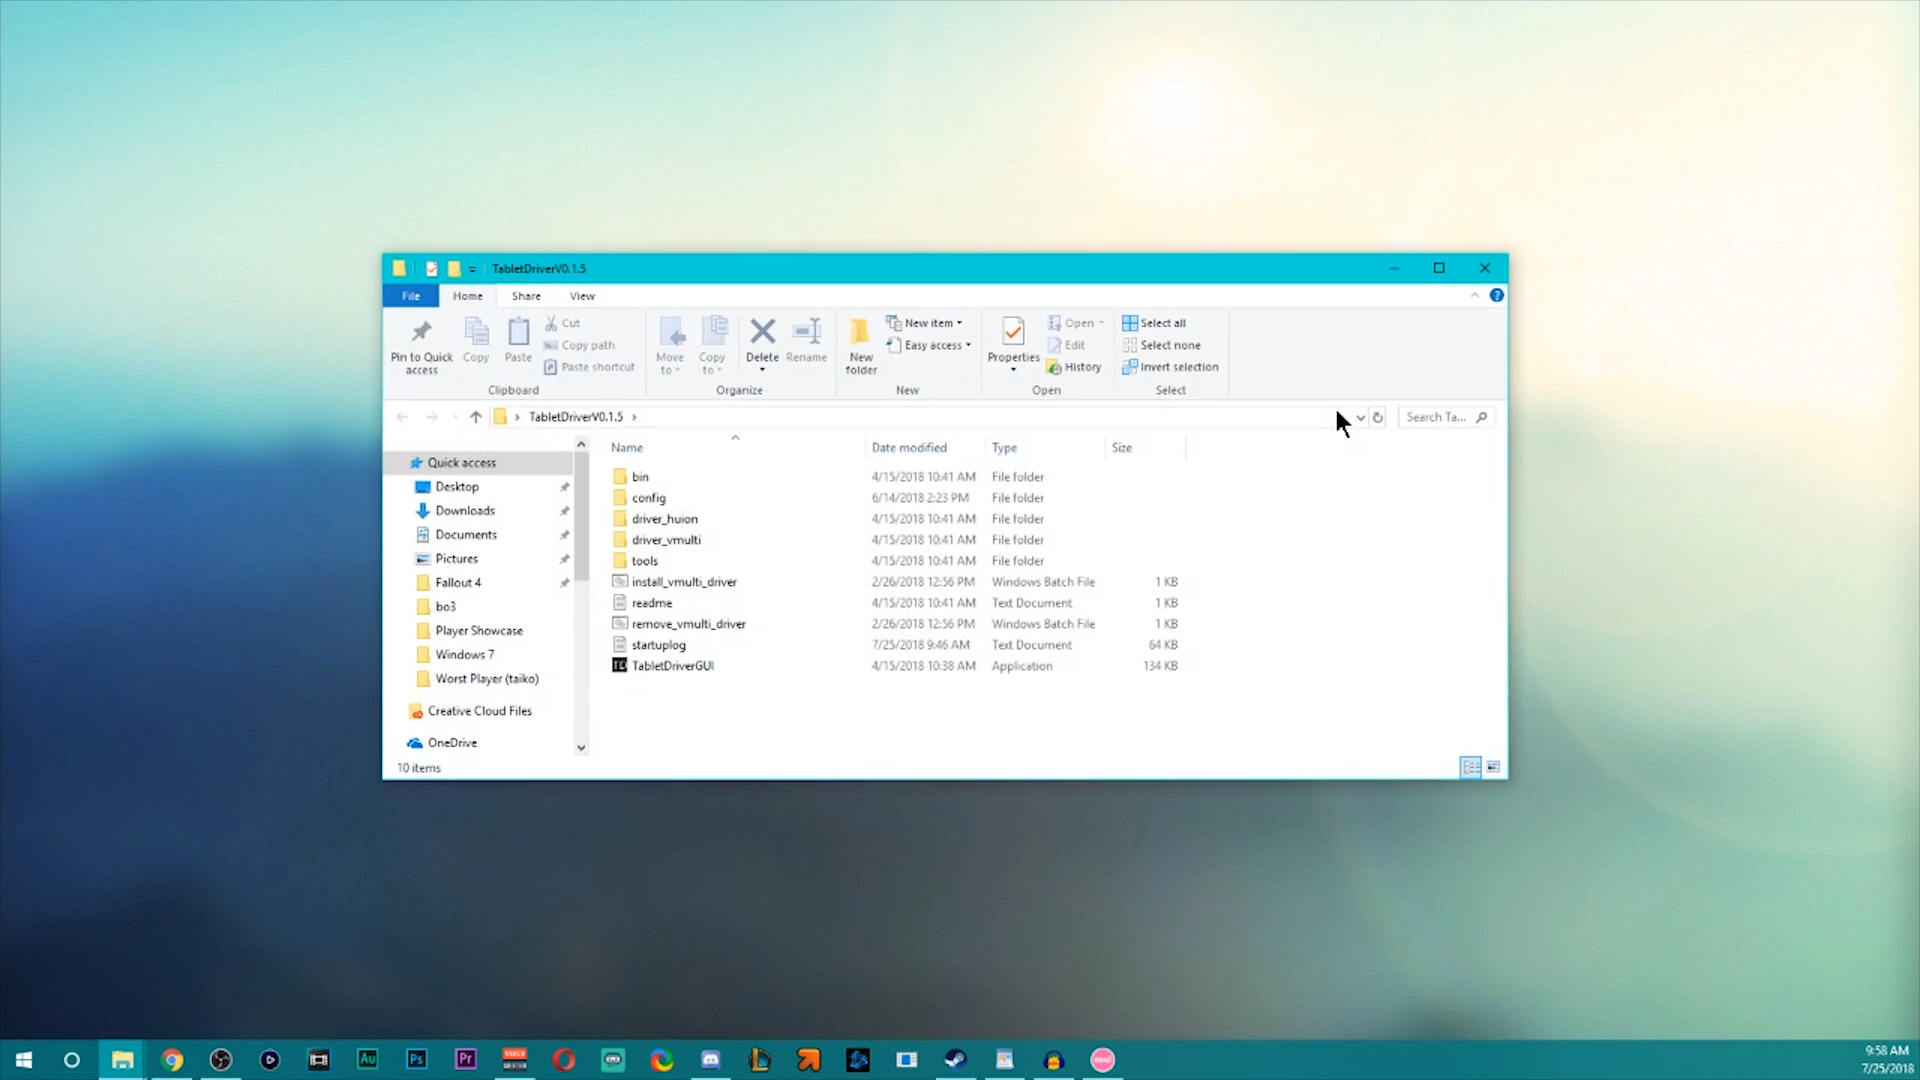 TabletDriverV0.1.5
File Home Share View
Pin to Quick access
Copy
Paste
Cut
Copy path
Paste shortcut
Clipboard
Move to
Copy to
Delete
Rename
Organize
New folder
New item
Easy access
New
Properties
Open
Edit
History
Open
Select all
Select none
Invert selection
Select
TabletDriverV0.1.5
Search Ta...
Quick access
Desktop
Downloads
Documents
Pictures
Fallout 4
bo3
Player Showcase
Windows 7
Worst Player (taiko)
Creative Cloud Files
OneDrive
Name Date modified Type Size
bin 4/15/2018 10:41 AM File folder
config 6/14/2018 2:23 PM File folder
driver_huion 4/15/2018 10:41 AM File folder
driver_vmulti 4/15/2018 10:41 AM File folder
tools 4/15/2018 10:41 AM File folder
install_vmulti_driver 2/26/2018 12:56 PM Windows Batch File 1 KB
readme 4/15/2018 10:41 AM Text Document 1 KB
remove_vmulti_driver 2/26/2018 12:56 PM Windows Batch File 1 KB
startuplog 7/25/2018 9:46 AM Text Document 64 KB
TabletDriverGUI 4/15/2018 10:38 AM Application 134 KB
10 items
Au
Ps
Pr
osu!
9:58 AM
7/25/2018